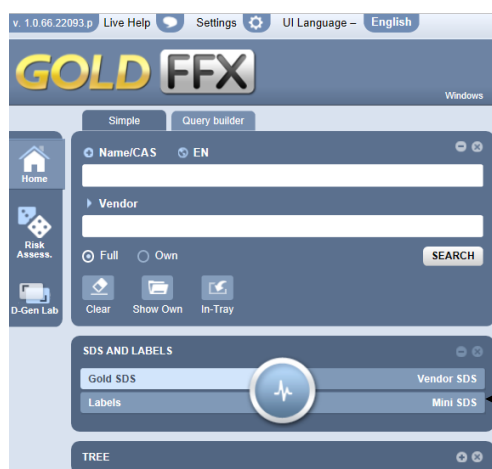 v. 1.0.66.22093.p Live Help Settings UI Language – English
GOLD FFX
Windows
Simple Query builder
Name/CAS EN
Home
Vendor
Risk
Assess.
Full Own SEARCH
D-Gen Lab
Clear Show Own In-Tray
SDS AND LABELS
Gold SDS Vendor SDS
Labels Mini SDS
TREE